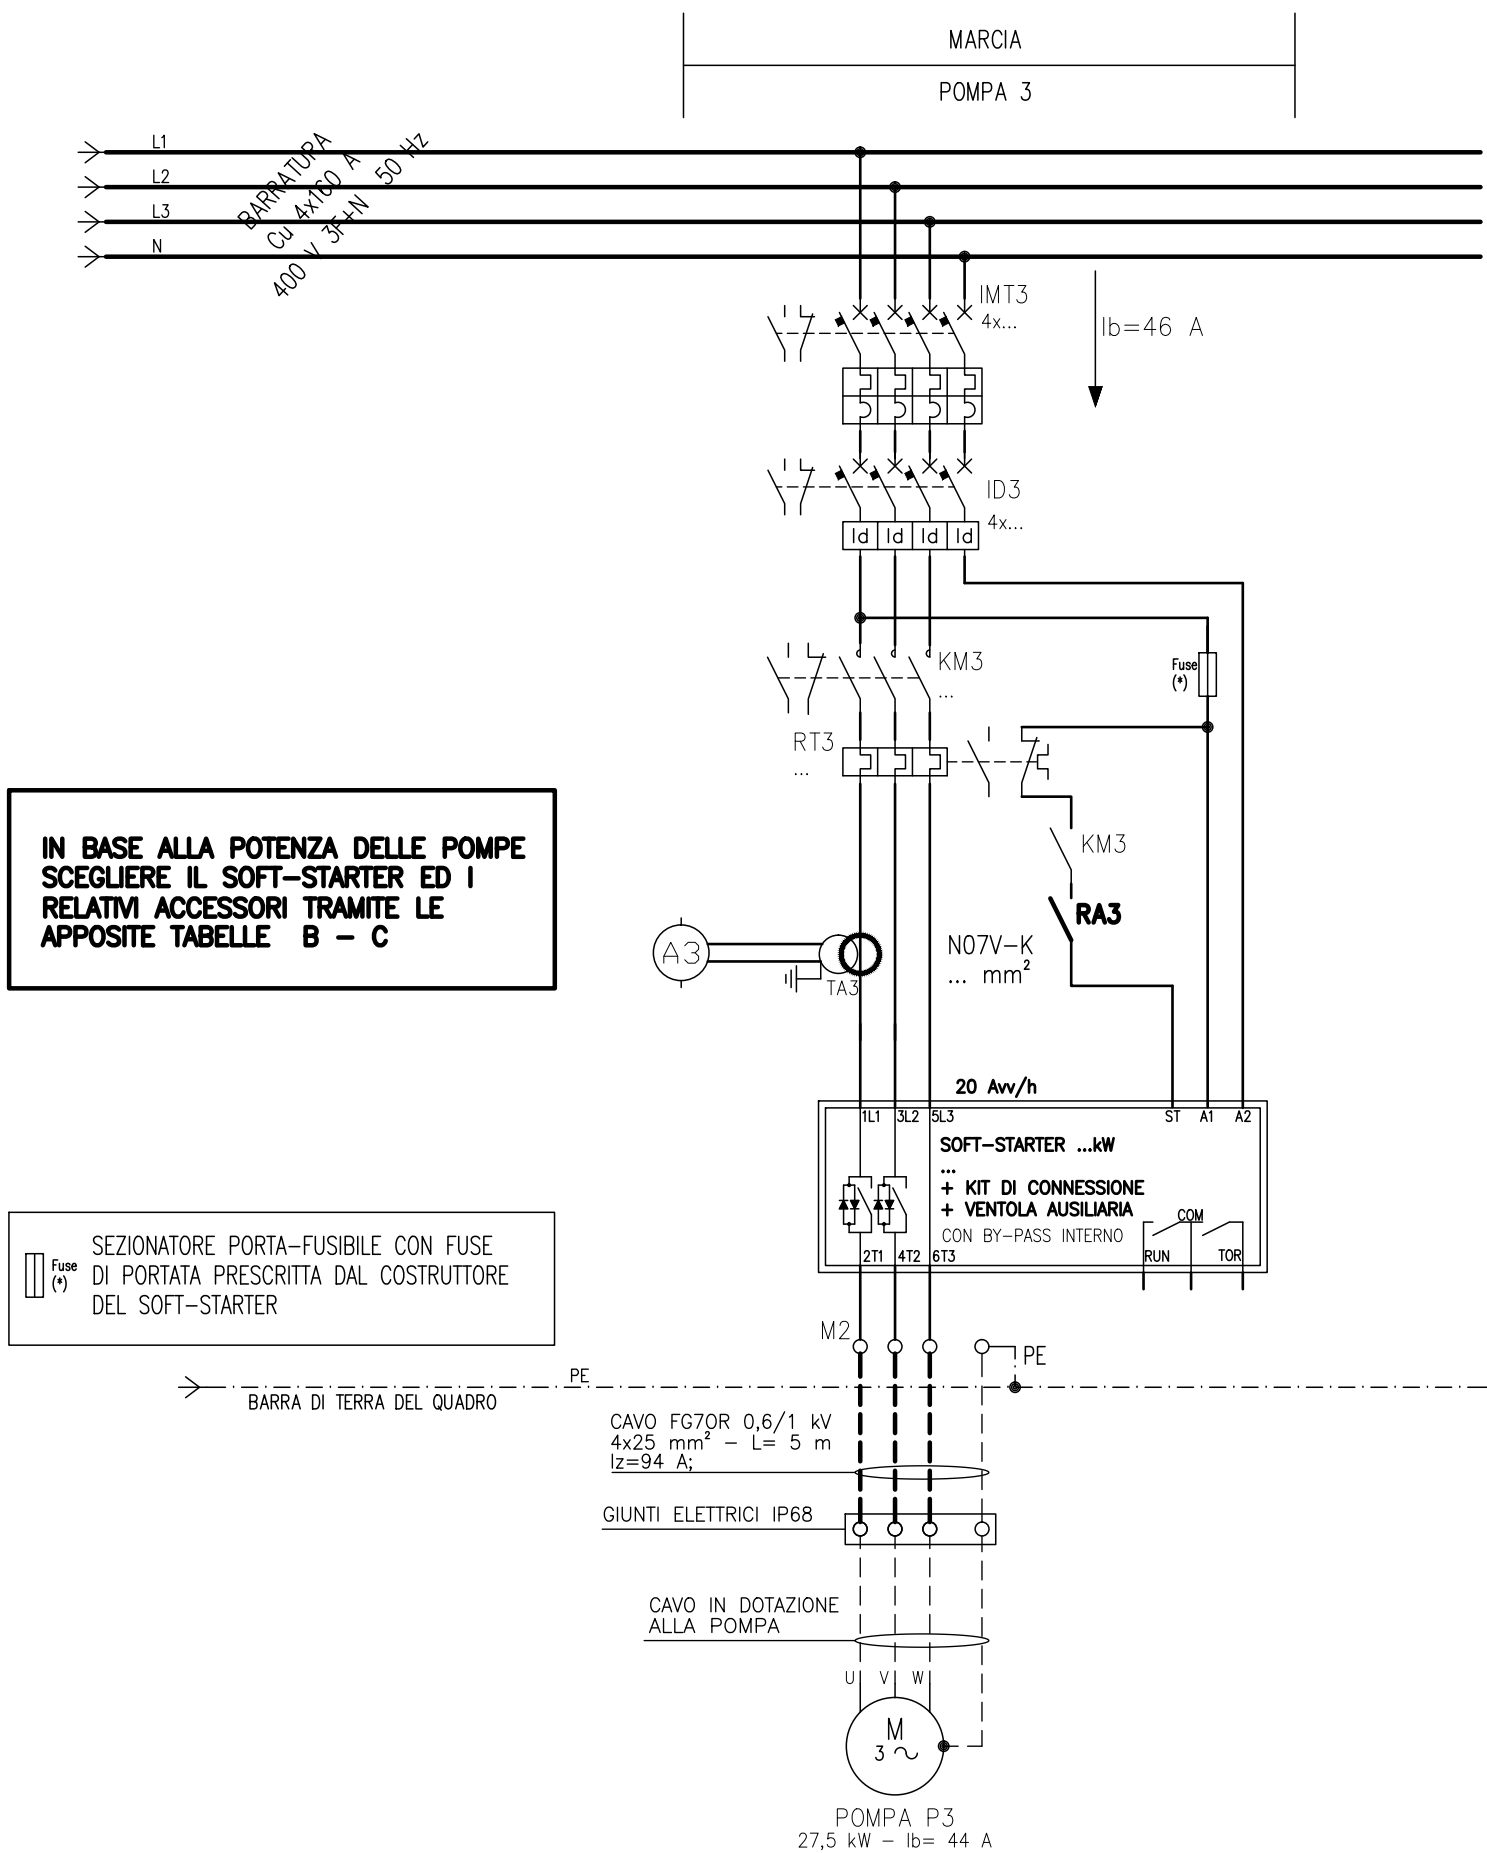 MARCIA
POMPA 3
L1
L2
L3
N
BARRATURA
Cu 4x160 A
400 V 3F+N 50 Hz
IMT3
4x...
Ib=46 A
ID3
4x...
Id Id Id Id
KM3
...
Fuse
(*)
RT3
...
KM3
RA3
IN BASE ALLA POTENZA DELLE POMPE
SCEGLIERE IL SOFT-STARTER ED I
RELATIVI ACCESSORI TRAMITE LE
APPOSITE TABELLE B - C
A3
TA3
N07V-K
... mm²
20 Avv/h
1L1 3L2 5L3 ST A1 A2
SOFT-STARTER ...kW
...
+ KIT DI CONNESSIONE
+ VENTOLA AUSILIARIA
CON BY-PASS INTERNO
COM
RUN TOR
2T1 4T2 6T3
Fuse
(*)
SEZIONATORE PORTA-FUSIBILE CON FUSE
DI PORTATA PRESCRITTA DAL COSTRUTTORE
DEL SOFT-STARTER
M2
PE
PE
BARRA DI TERRA DEL QUADRO
CAVO FG7OR 0,6/1 kV
4x25 mm² - L= 5 m
Iz=94 A;
GIUNTI ELETTRICI IP68
CAVO IN DOTAZIONE
ALLA POMPA
U V W
M
3
POMPA P3
27,5 kW - Ib= 44 A